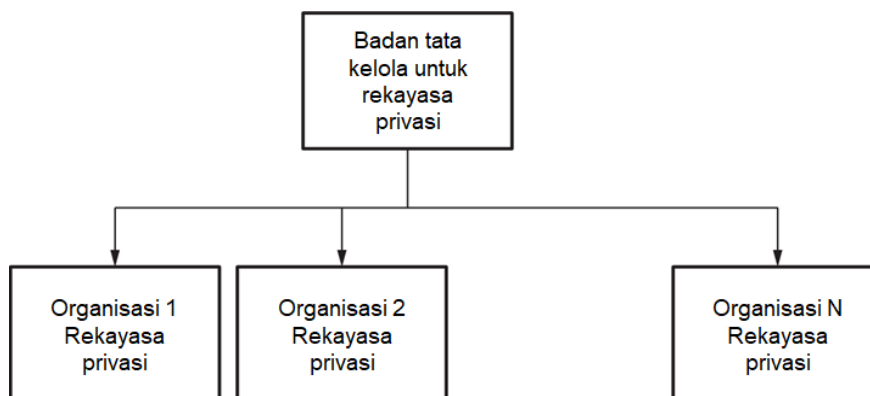 Badan tata
kelola untuk
rekayasa
privasi
Organisasi 1
Rekayasa
privasi
Organisasi 2
Rekayasa
privasi
Organisasi N
Rekayasa
privasi